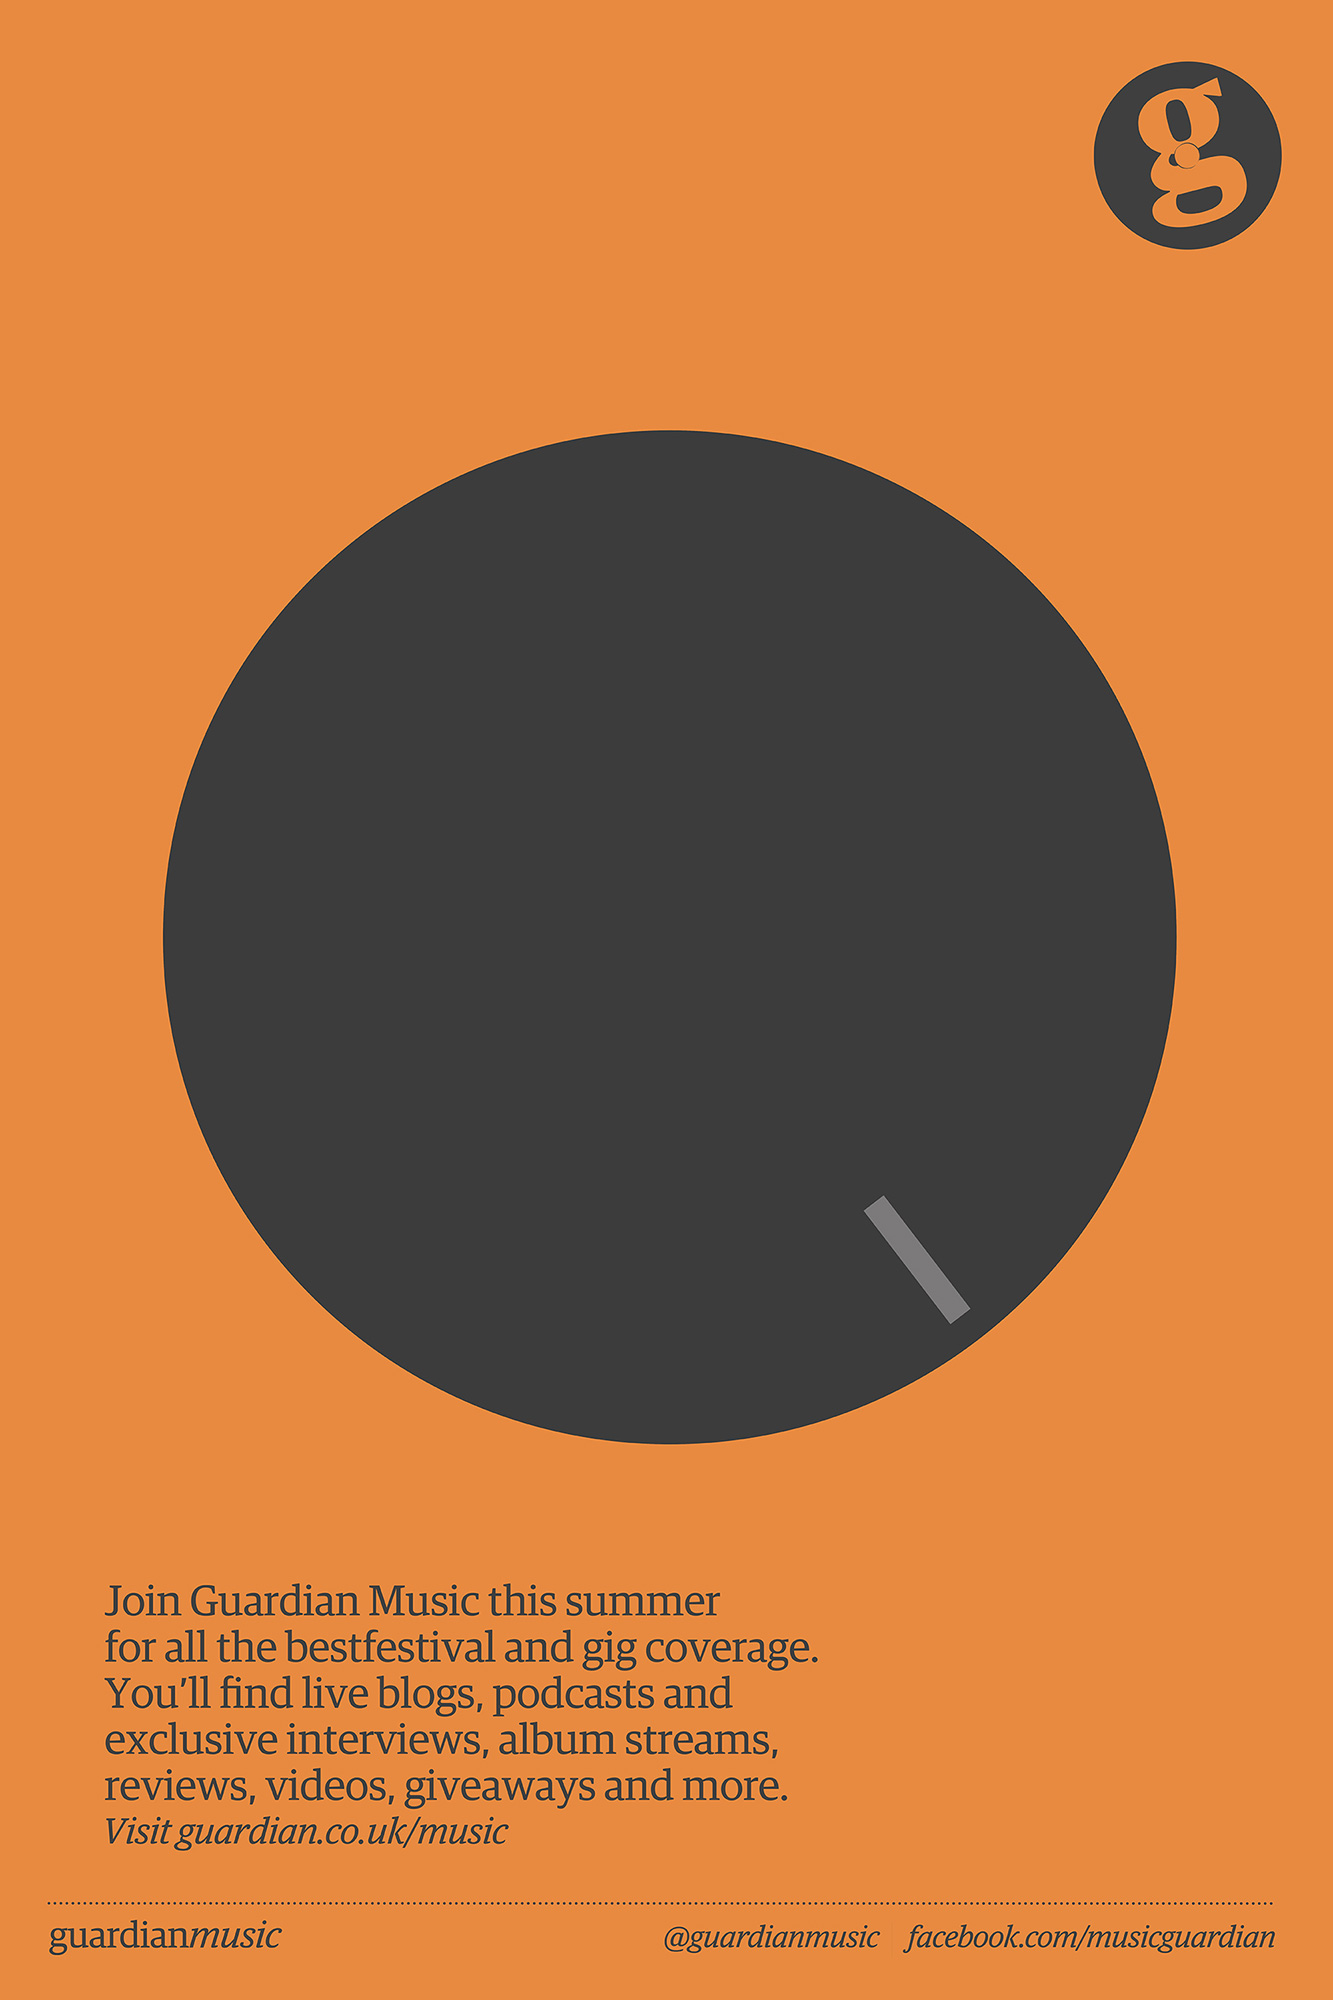 g
Join Guardian Music this summer
for all the bestfestival and gig coverage.
You’ll find live blogs, podcasts and
exclusive interviews, album streams,
reviews, videos, giveaways and more.
Visit guardian.co.uk/music
guardianmusic
@guardianmusic facebook.com/musicguardian